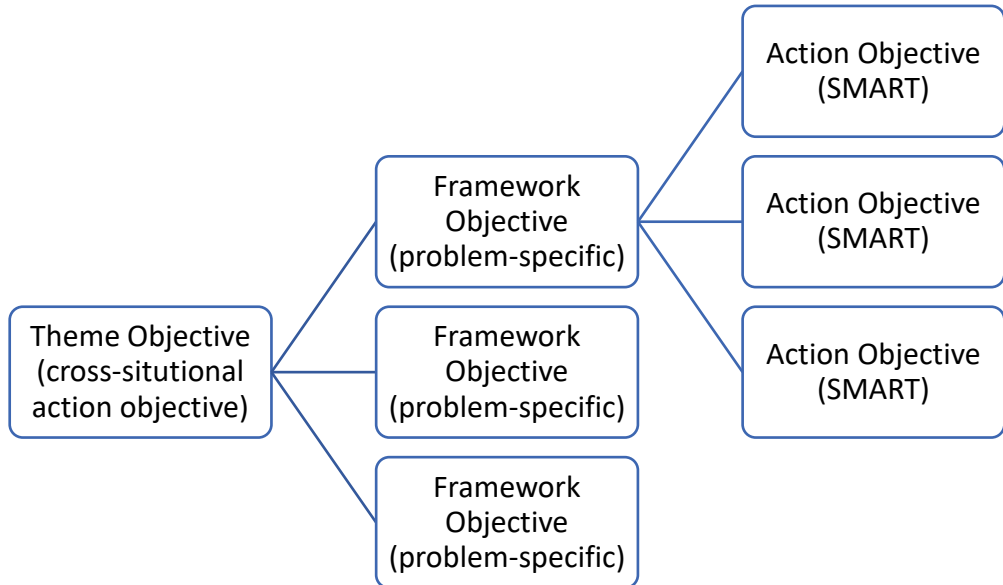 Theme Objective
(cross-situtional
action objective)
Framework
Objective
(problem-specific)
Framework
Objective
(problem-specific)
Framework
Objective
(problem-specific)
Action Objective
(SMART)
Action Objective
(SMART)
Action Objective
(SMART)